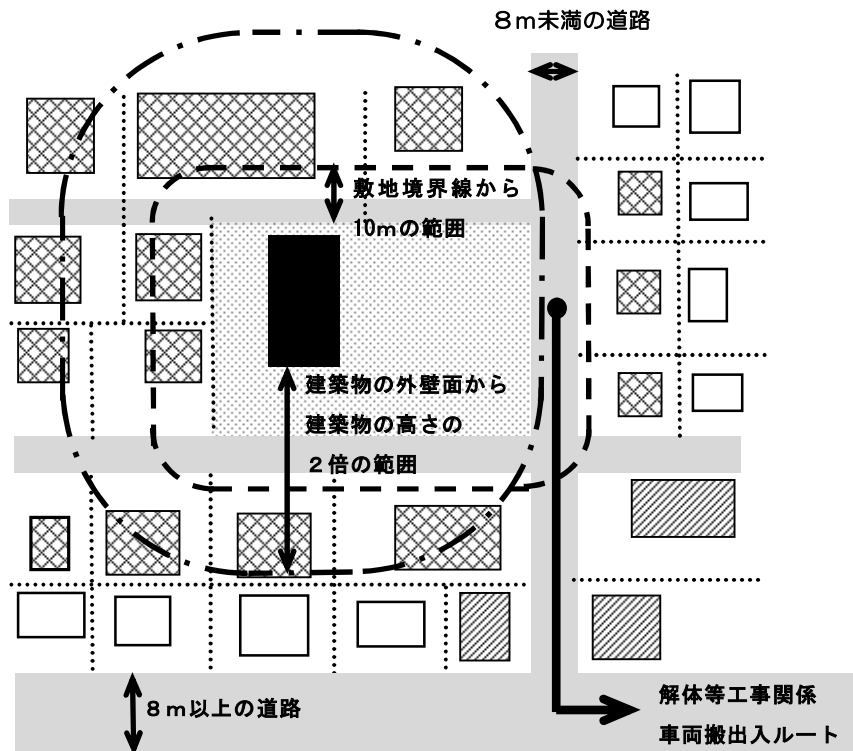 ８ｍ未満の道路
敷地境界線から
10ｍの範囲
建築物の外壁面から
建築物の高さの
２倍の範囲
８ｍ以上の道路
解体等工事関係
車両搬出入ルート